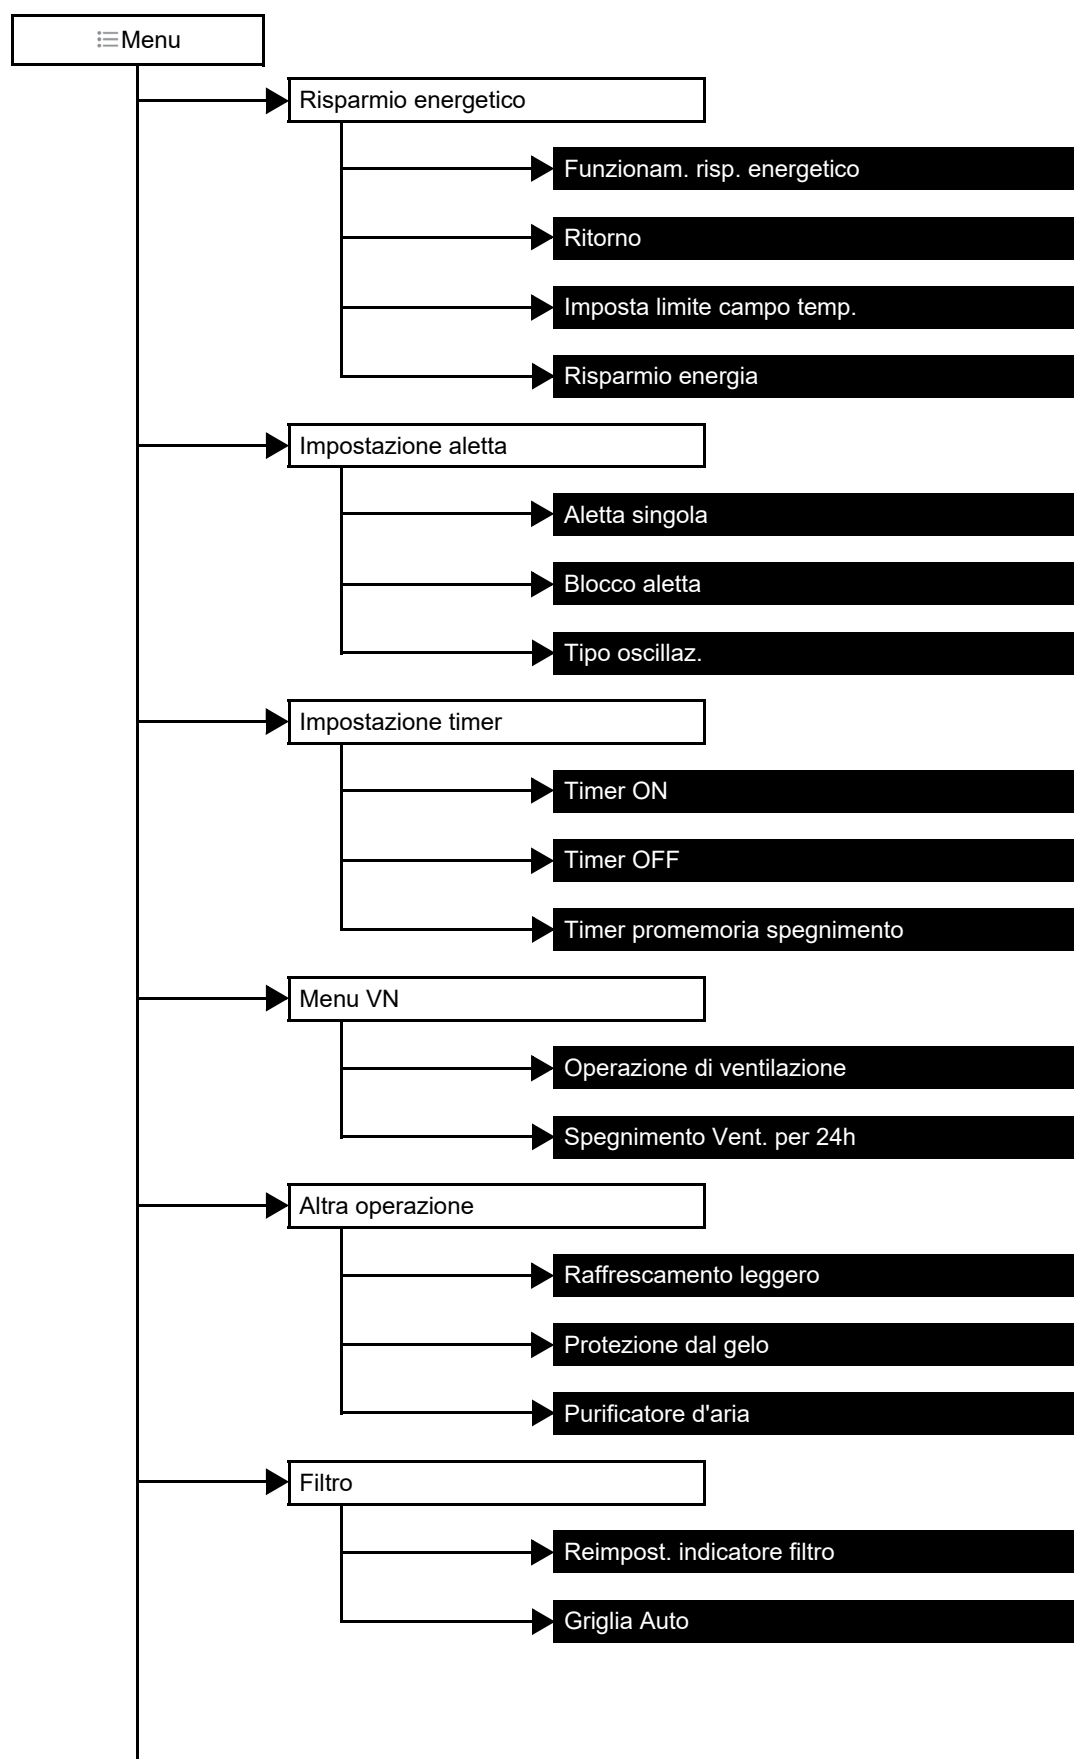 Menu
Risparmio energetico
Funzionam. risp. energetico
Ritorno
Imposta limite campo temp.
Risparmio energia
Impostazione aletta
Aletta singola
Blocco aletta
Tipo oscillaz.
Impostazione timer
Timer ON
Timer OFF
Timer promemoria spegnimento
Menu VN
Operazione di ventilazione
Spegnimento Vent. per 24h
Altra operazione
Raffrescamento leggero
Protezione dal gelo
Purificatore d'aria
Filtro
Reimpost. indicatore filtro
Griglia Auto